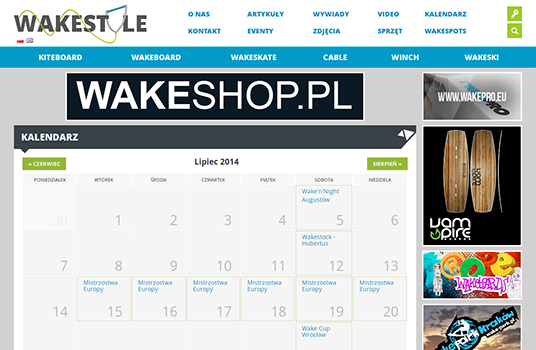 WAKESTYLE
O NAS ARTYKUŁY WYWIADY VIDEO KALENDARZ
KONTAKT EVENTY ZDJĘCIA SPRZĘT WAKESPOTS
KITEBOARD WAKEBOARD WAKESKATE CABLE WINCH WAKESKI
WAKESHOP.PL
WWW.WAKEPRO.EU
KALENDARZ
« CZERWIEC Lipiec 2014 SIERPIEŃ »
PONIEDZIAŁEK WTOREK ŚRODA CZWARTEK PIĄTEK SOBOTA NIEDZIELA
Wake'n'Night
Augustów
30 1 2 3 4 5 6
Wakestock -
Hubertus
7 8 9 10 11 12 13
Mistrzostwa Mistrzostwa Mistrzostwa Mistrzostwa Mistrzostwa
Europy Europy Europy Europy Europy
14 15 16 17 18 19 20
Wake Cup
Wrocław
VAMPIRE
WAKEBOARDS
Kraków